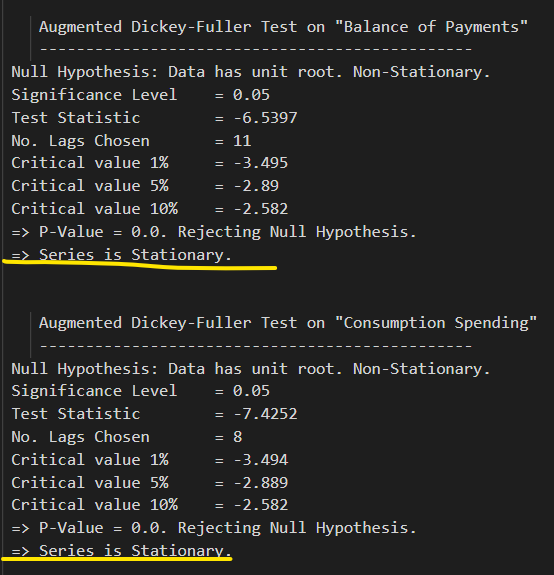 Augmented Dickey-Fuller Test on "Balance of Payments"
-----------------------------------------------
Null Hypothesis: Data has unit root. Non-Stationary.
Significance Level    = 0.05
Test Statistic        = -6.5397
No. Lags Chosen       = 11
Critical value 1%     = -3.495
Critical value 5%     = -2.89
Critical value 10%    = -2.582
=> P-Value = 0.0. Rejecting Null Hypothesis.
=> Series is Stationary.
Augmented Dickey-Fuller Test on "Consumption Spending"
-----------------------------------------------
Null Hypothesis: Data has unit root. Non-Stationary.
Significance Level    = 0.05
Test Statistic        = -7.4252
No. Lags Chosen       = 8
Critical value 1%     = -3.494
Critical value 5%     = -2.889
Critical value 10%    = -2.582
=> P-Value = 0.0. Rejecting Null Hypothesis.
=> Series is Stationary.